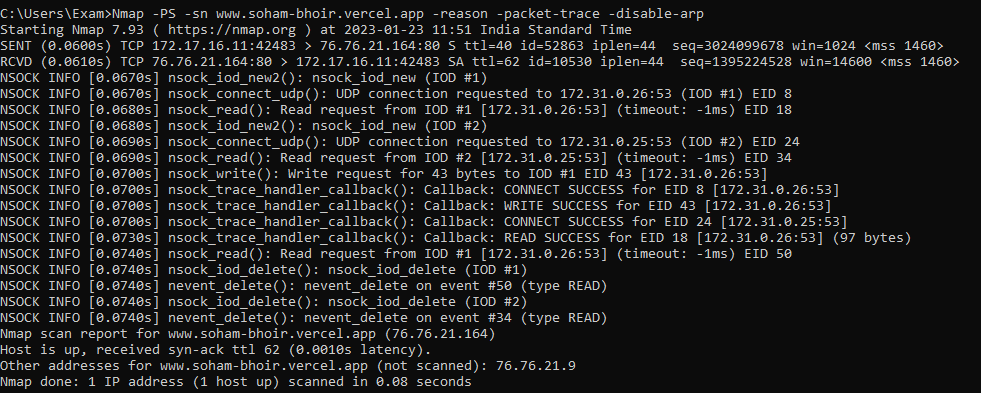 C:\Users\Exam>Nmap -PS -sn www.soham-bhoir.vercel.app -reason -packet-trace -disable-arp
Starting Nmap 7.93 ( https://nmap.org ) at 2023-01-23 11:51 India Standard Time
SENT (0.0600s) TCP 172.17.16.11:42483 > 76.76.21.164:80 S ttl=40 id=52863 iplen=44  seq=3024099678 win=1024 <mss 1460>
RCVD (0.0610s) TCP 76.76.21.164:80 > 172.17.16.11:42483 SA ttl=62 id=10530 iplen=44  seq=1395224528 win=14600 <mss 1460>
NSOCK INFO [0.0670s] nsock_iod_new2(): nsock_iod_new (IOD #1)
NSOCK INFO [0.0670s] nsock_connect_udp(): UDP connection requested to 172.31.0.26:53 (IOD #1) EID 8
NSOCK INFO [0.0680s] nsock_read(): Read request from IOD #1 [172.31.0.26:53] (timeout: -1ms) EID 18
NSOCK INFO [0.0680s] nsock_iod_new2(): nsock_iod_new (IOD #2)
NSOCK INFO [0.0690s] nsock_connect_udp(): UDP connection requested to 172.31.0.25:53 (IOD #2) EID 24
NSOCK INFO [0.0690s] nsock_read(): Read request from IOD #2 [172.31.0.25:53] (timeout: -1ms) EID 34
NSOCK INFO [0.0700s] nsock_write(): Write request for 43 bytes to IOD #1 EID 43 [172.31.0.26:53]
NSOCK INFO [0.0700s] nsock_trace_handler_callback(): Callback: CONNECT SUCCESS for EID 8 [172.31.0.26:53]
NSOCK INFO [0.0700s] nsock_trace_handler_callback(): Callback: WRITE SUCCESS for EID 43 [172.31.0.26:53]
NSOCK INFO [0.0700s] nsock_trace_handler_callback(): Callback: CONNECT SUCCESS for EID 24 [172.31.0.25:53]
NSOCK INFO [0.0730s] nsock_trace_handler_callback(): Callback: READ SUCCESS for EID 18 [172.31.0.26:53] (97 bytes)
NSOCK INFO [0.0740s] nsock_read(): Read request from IOD #1 [172.31.0.26:53] (timeout: -1ms) EID 50
NSOCK INFO [0.0740s] nsock_iod_delete(): nsock_iod_delete (IOD #1)
NSOCK INFO [0.0740s] nevent_delete(): nevent_delete on event #50 (type READ)
NSOCK INFO [0.0740s] nsock_iod_delete(): nsock_iod_delete (IOD #2)
NSOCK INFO [0.0740s] nevent_delete(): nevent_delete on event #34 (type READ)
Nmap scan report for www.soham-bhoir.vercel.app (76.76.21.164)
Host is up, received syn-ack ttl 62 (0.0010s latency).
Other addresses for www.soham-bhoir.vercel.app (not scanned): 76.76.21.9
Nmap done: 1 IP address (1 host up) scanned in 0.08 seconds